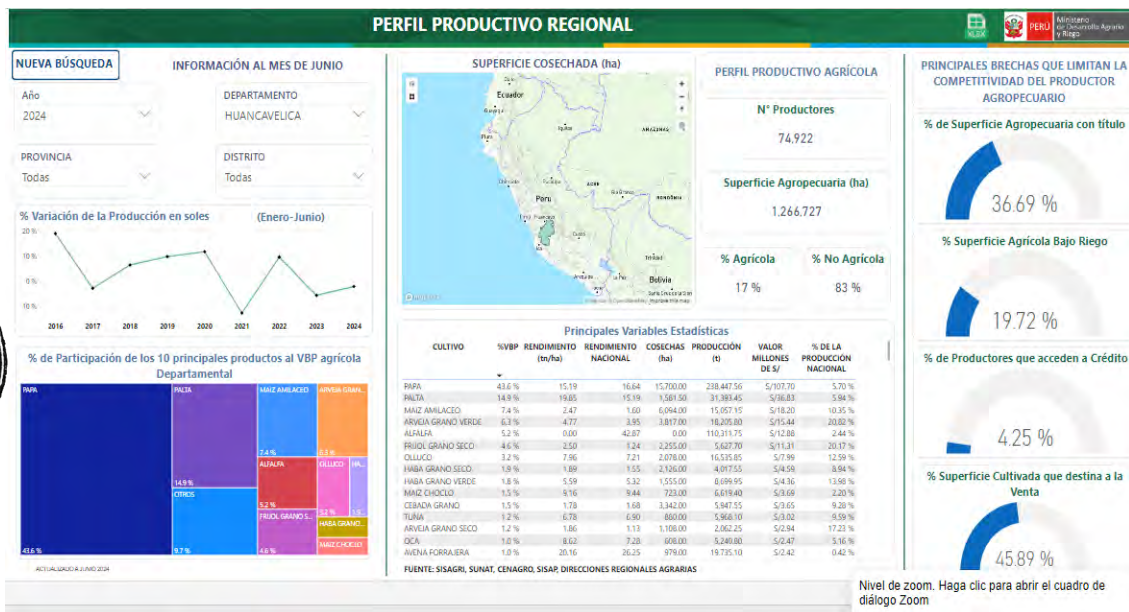 PERFIL PRODUCTIVO REGIONAL
XLSX
PERÚ
Ministerio
de Desarrollo Agrario
y Riego
NUEVA BÚSQUEDA
INFORMACIÓN AL MES DE JUNIO
Año
2024
DEPARTAMENTO
HUANCAVELICA
PROVINCIA
Todas
DISTRITO
Todas
% Variación de la Producción en soles (Enero-Junio)
20 %
10 %
0 %
10 %
2016 2017 2018 2019 2020 2021 2022 2023 2024
% de Participación de los 10 principales productos al VBP agrícola
Departamental
PAPA
43.6 %
PALTA
14.9 %
OTROS
9.7 %
MAIZ AMILACEO
7.4 %
ARVEJA GRAN...
6.3 %
ALFALFA
5.2 %
FRIJOL GRANO S...
4.6 %
OLLUCO
3.2 %
HA...
HABA GRANO...
MAIZ CHOCLO
ACTUALIZADO A JUNIO 2024
SUPERFICIE COSECHADA (ha)
Ecuador
Iquitos
AMAZONAS
Piura
ACRE
Rio Branco
RONDÔNIA
Peru
Huancayo
Ica
Trinidad
La Paz
Bolivia
PERFIL PRODUCTIVO AGRÍCOLA
N° Productores
74,922
Superficie Agropecuaria (ha)
1,266,727
% Agrícola
17 %
% No Agrícola
83 %
Principales Variables Estadísticas
CULTIVO %VBP RENDIMIENTO (tn/ha) RENDIMIENTO NACIONAL COSECHAS (ha) PRODUCCIÓN (t) VALOR MILLONES DE S/ % DE LA PRODUCCIÓN NACIONAL
PAPA 43.6 % 15.19 16.64 15,700.00 238,447.56 S/107.70 5.70 %
PALTA 14.9 % 19.85 15.19 1,581.50 31,393.45 S/36.83 5.94 %
MAIZ AMILACEO 7.4 % 2.47 1.60 6,094.00 15,057.15 S/18.20 10.35 %
ARVEJA GRANO VERDE 6.3 % 4.77 3.95 3,817.00 18,205.80 S/15.44 20.82 %
ALFALFA 5.2 % 0.00 42.87 0.00 110,311.75 S/12.88 2.44 %
FRIJOL GRANO SECO 4.6 % 2.50 1.24 2,255.00 5,627.70 S/11.31 20.17 %
OLLUCO 3.2 % 7.96 7.21 2,078.00 16,535.85 S/7.99 12.59 %
HABA GRANO SECO 1.9 % 1.89 1.55 2,126.00 4,017.55 S/4.59 8.94 %
HABA GRANO VERDE 1.8 % 5.59 5.32 1,555.00 8,699.95 S/4.36 13.98 %
MAIZ CHOCLO 1.5 % 9.16 9.44 723.00 6,619.40 S/3.69 2.20 %
CEBADA GRANO 1.5 % 1.78 1.68 3,342.00 5,947.55 S/3.65 9.28 %
TUNA 1.2 % 6.78 6.90 880.00 5,968.10 S/3.02 9.59 %
ARVEJA GRANO SECO 1.2 % 1.86 1.13 1,108.00 2,062.25 S/2.94 17.23 %
OCA 1.0 % 8.62 7.28 608.00 5,240.80 S/2.47 5.16 %
AVENA FORRAJERA 1.0 % 20.16 26.25 979.00 19,735.10 S/2.42 0.42 %
FUENTE: SISAGRI, SUNAT, CENAGRO, SISAP, DIRECCIONES REGIONALES AGRARIAS
PRINCIPALES BRECHAS QUE LIMITAN LA
COMPETITIVIDAD DEL PRODUCTOR
AGROPECUARIO
% de Superficie Agropecuaria con título
36.69 %
% Superficie Agrícola Bajo Riego
19.72 %
% de Productores que acceden a Crédito
4.25 %
% Superficie Cultivada que destina a la
Venta
45.89 %
Nivel de zoom. Haga clic para abrir el cuadro de
diálogo Zoom